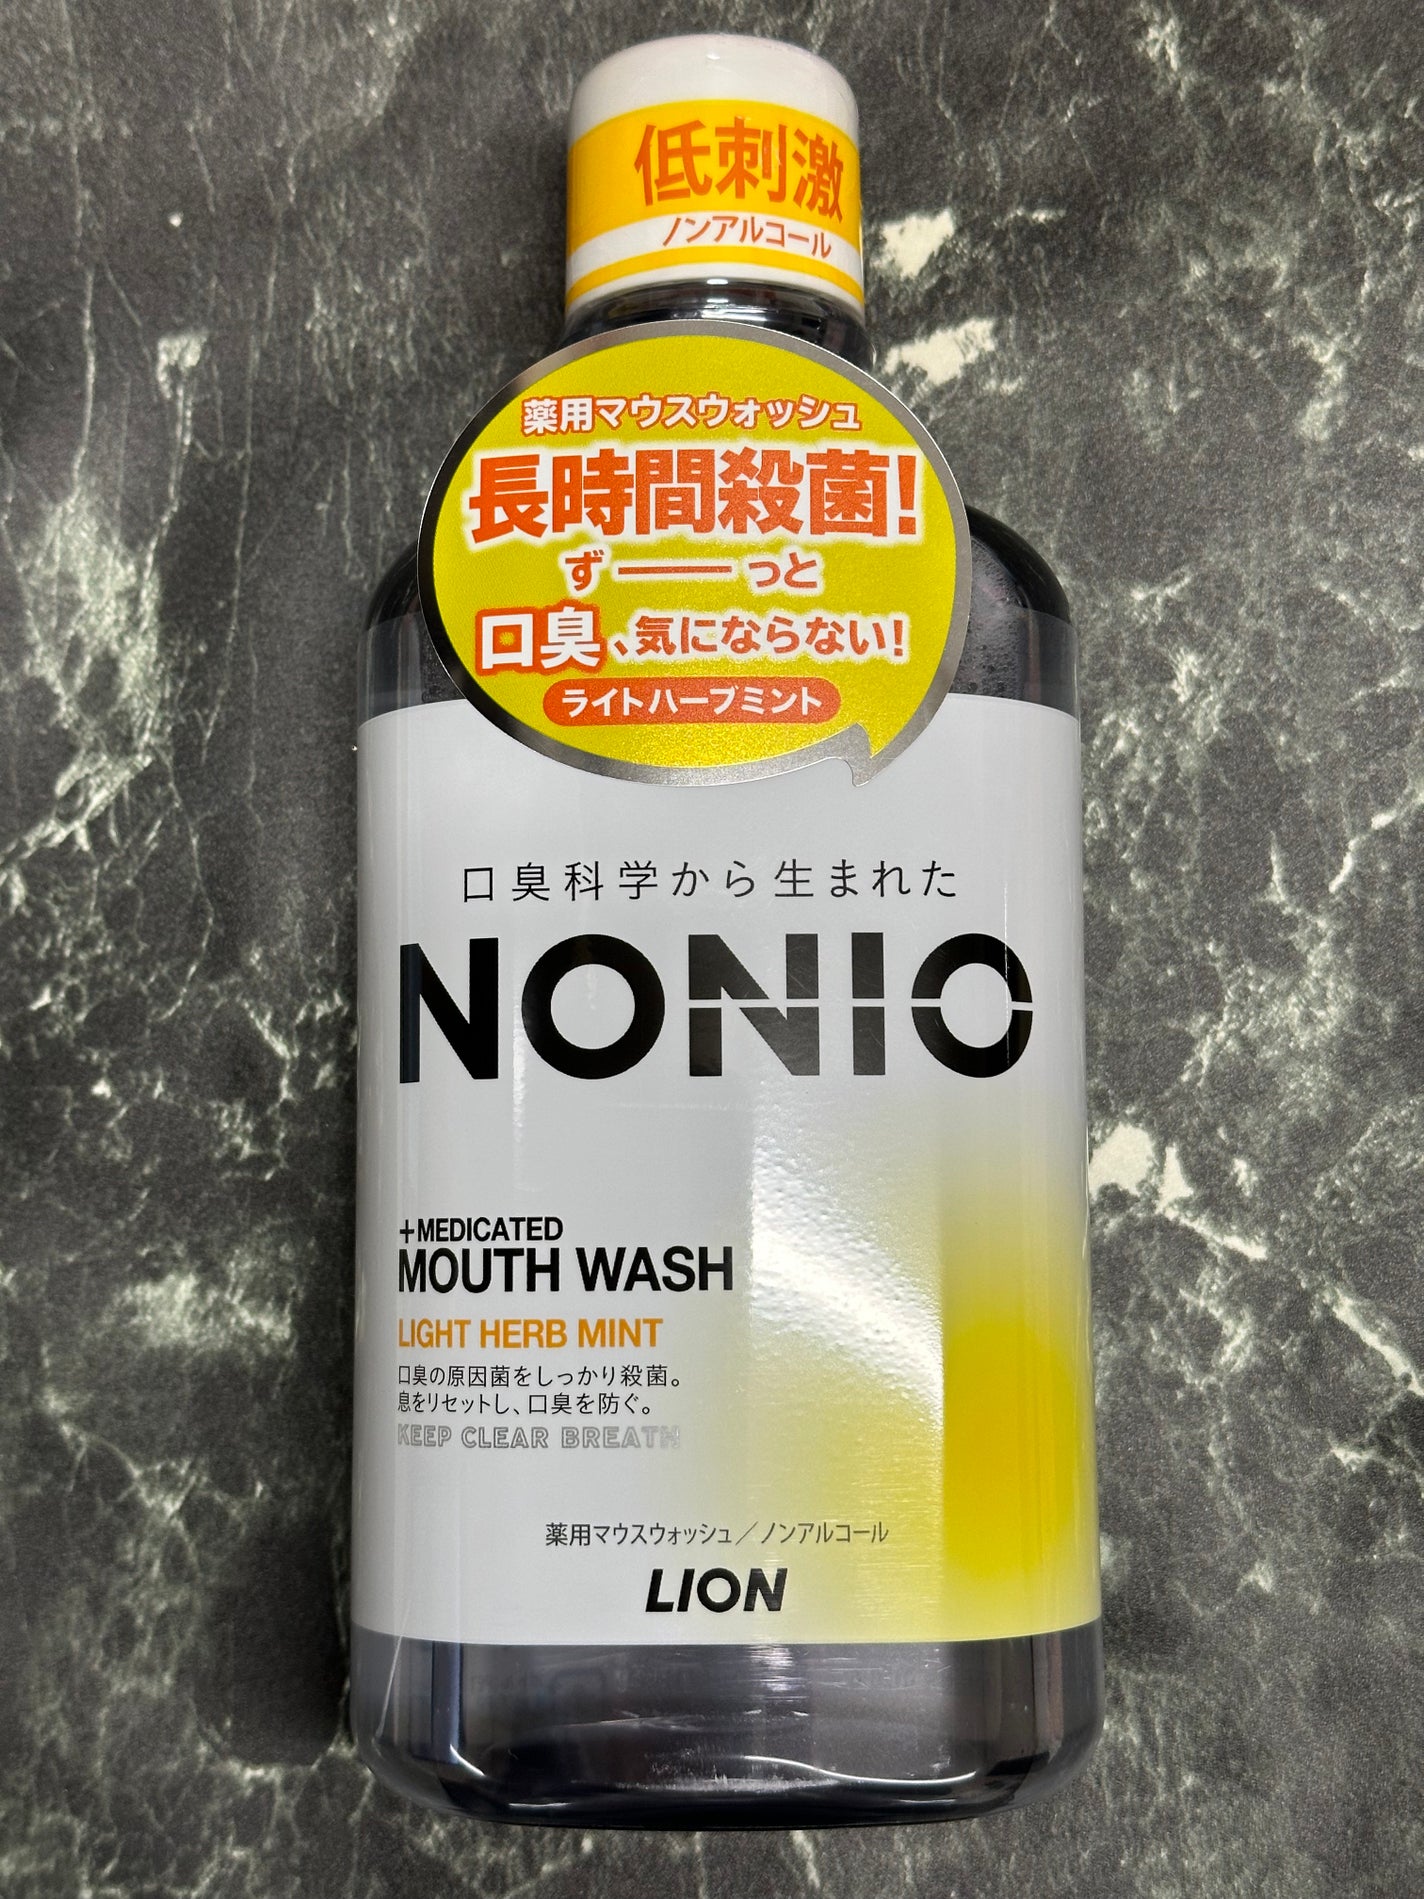 低刺激
ノンアルコール
薬用マウスウォッシュ
長時間殺菌!
ず――っと
口臭、気にならない!
ライトハーブミント
口臭科学から生まれた
NONIO
+MEDICATED
MOUTH WASH
LIGHT HERB MINT
口臭の原因菌をしっかり殺菌。
息をリセットし、口臭を防ぐ。
KEEP CLEAR BREATH
薬用マウスウォッシュ/ノンアルコール
LION